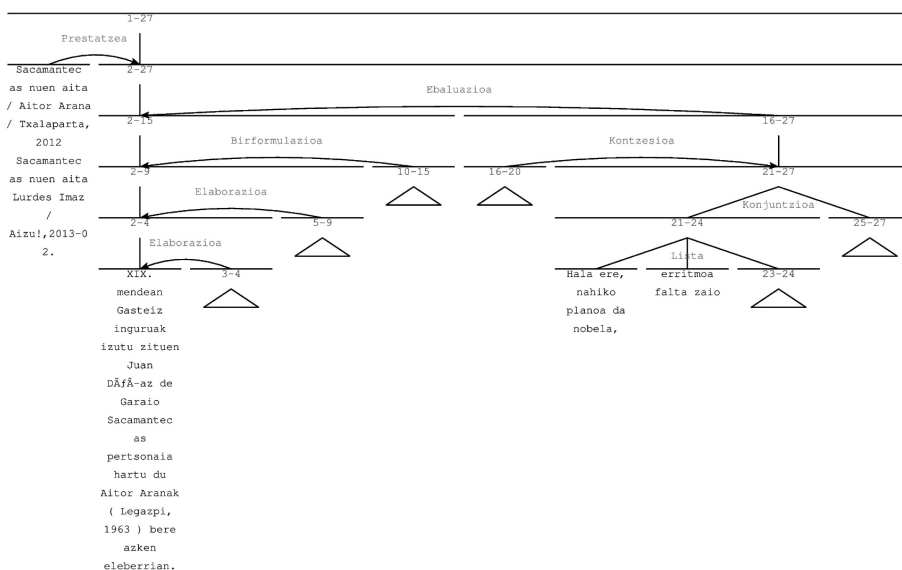 1-27
Prestatzea
Sacamantec
as nuen aita
/ Aitor Arana
/ Txalaparta,
2012
Sacamantec
as nuen aita
Lurdes Imaz
/
Aizu!,2013-0
2.
2-27
Ebaluazioa
2-15
16-27
Birformulazioa
Kontzesioa
2-9
10-15
16-20
21-27
Elaborazioa
Konjuntzioa
2-4
5-9
21-24
25-27
Elaborazioa
Lista
XIX.
mendean
Gasteiz
inguruak
izutu zituen
Juan
DÃƒÂ-az de
Garaio
Sacamantec
as
pertsonaia
hartu du
Aitor Aranak
( Legazpi,
1963 ) bere
azken
eleberrian.
3-4
Hala ere,
nahiko
planoa da
nobela,
erritmoa
falta zaio
23-24